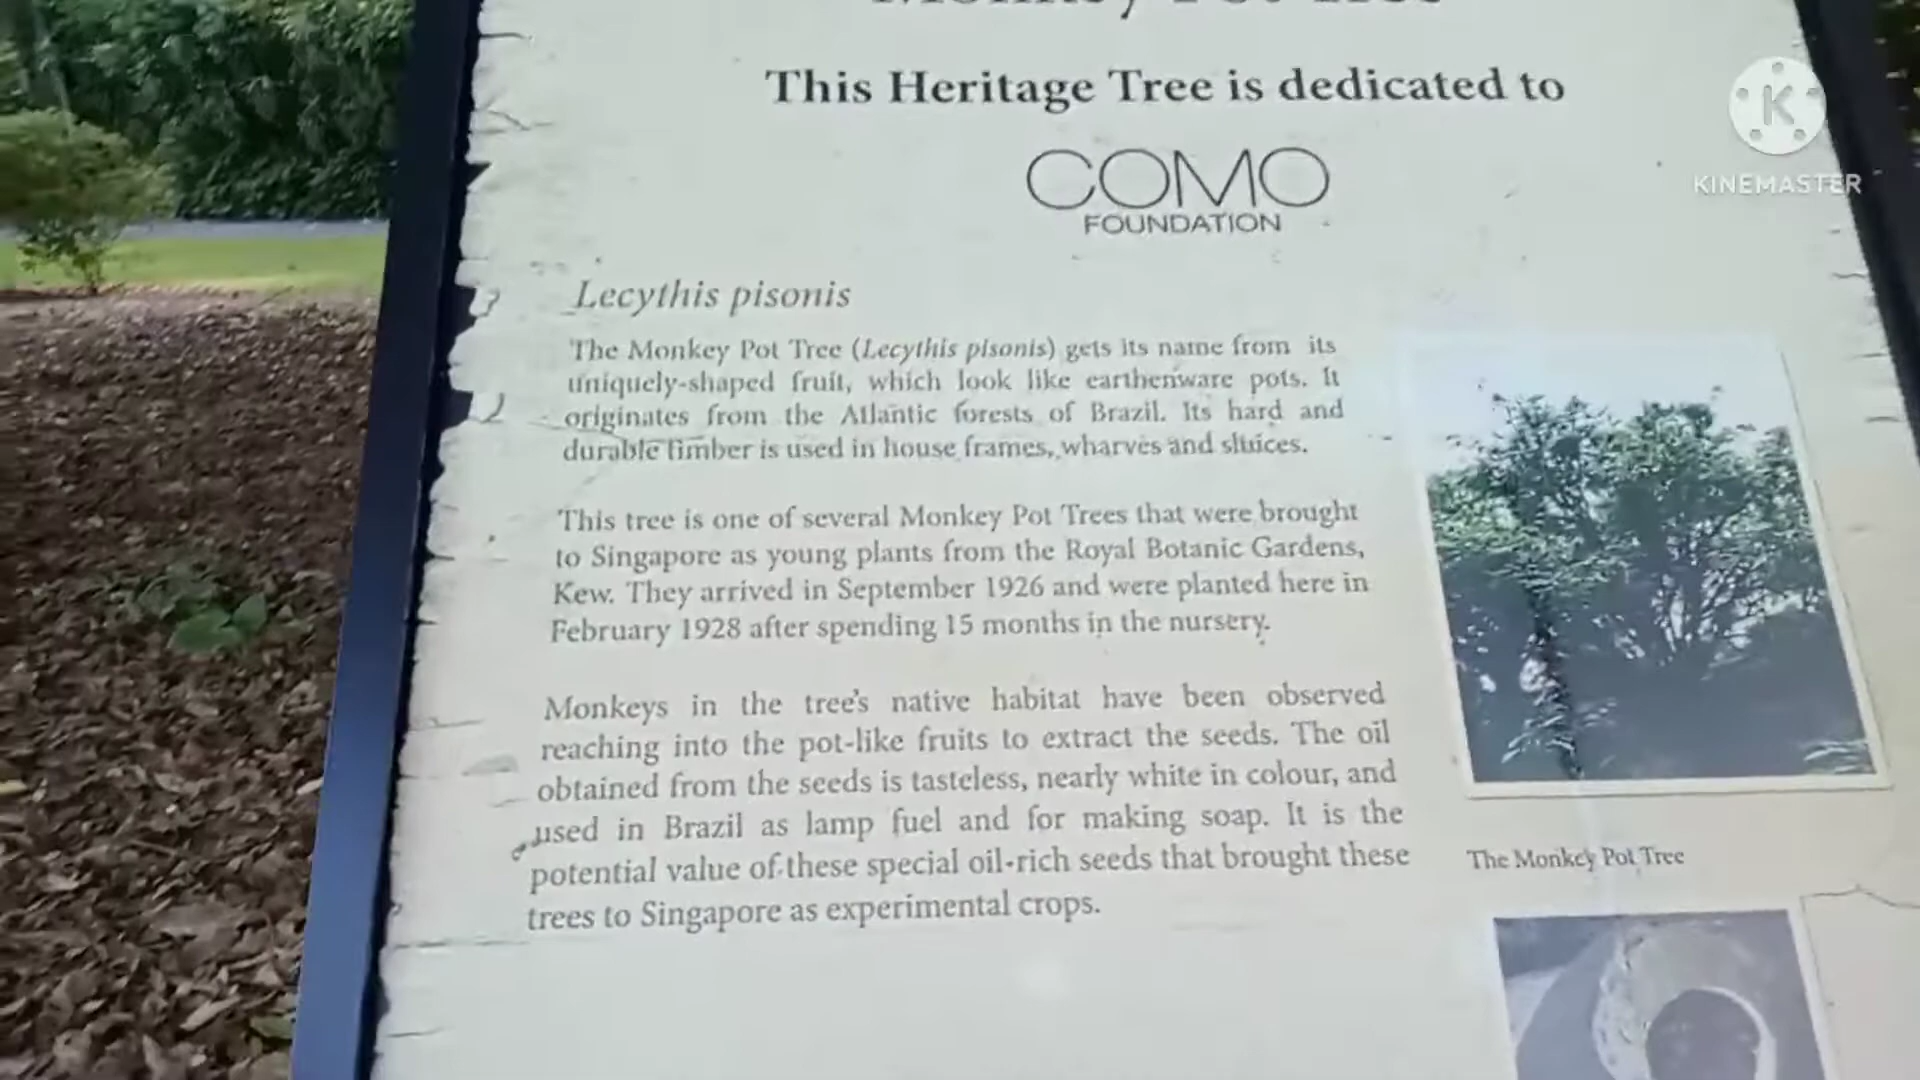 Monkey Pot Tree
This Heritage Tree is dedicated to
COMO
FOUNDATION
K
KINEMASTER
Lecythis pisonis
The Monkey Pot Tree (Lecythis pisonis) gets its name from its
uniquely-shaped fruit, which look like earthenware pots. It
originates from the Atlantic forests of Brazil. Its hard and
durable timber is used in house frames, wharves and sluices.
This tree is one of several Monkey Pot Trees that were brought
to Singapore as young plants from the Royal Botanic Gardens,
Kew. They arrived in September 1926 and were planted here in
February 1928 after spending 15 months in the nursery.
Monkeys in the tree's native habitat have been observed
reaching into the pot-like fruits to extract the seeds. The oil
obtained from the seeds is tasteless, nearly white in colour, and
used in Brazil as lamp fuel and for making soap. It is the
potential value of these special oil-rich seeds that brought these
trees to Singapore as experimental crops.
The Monkey Pot Tree